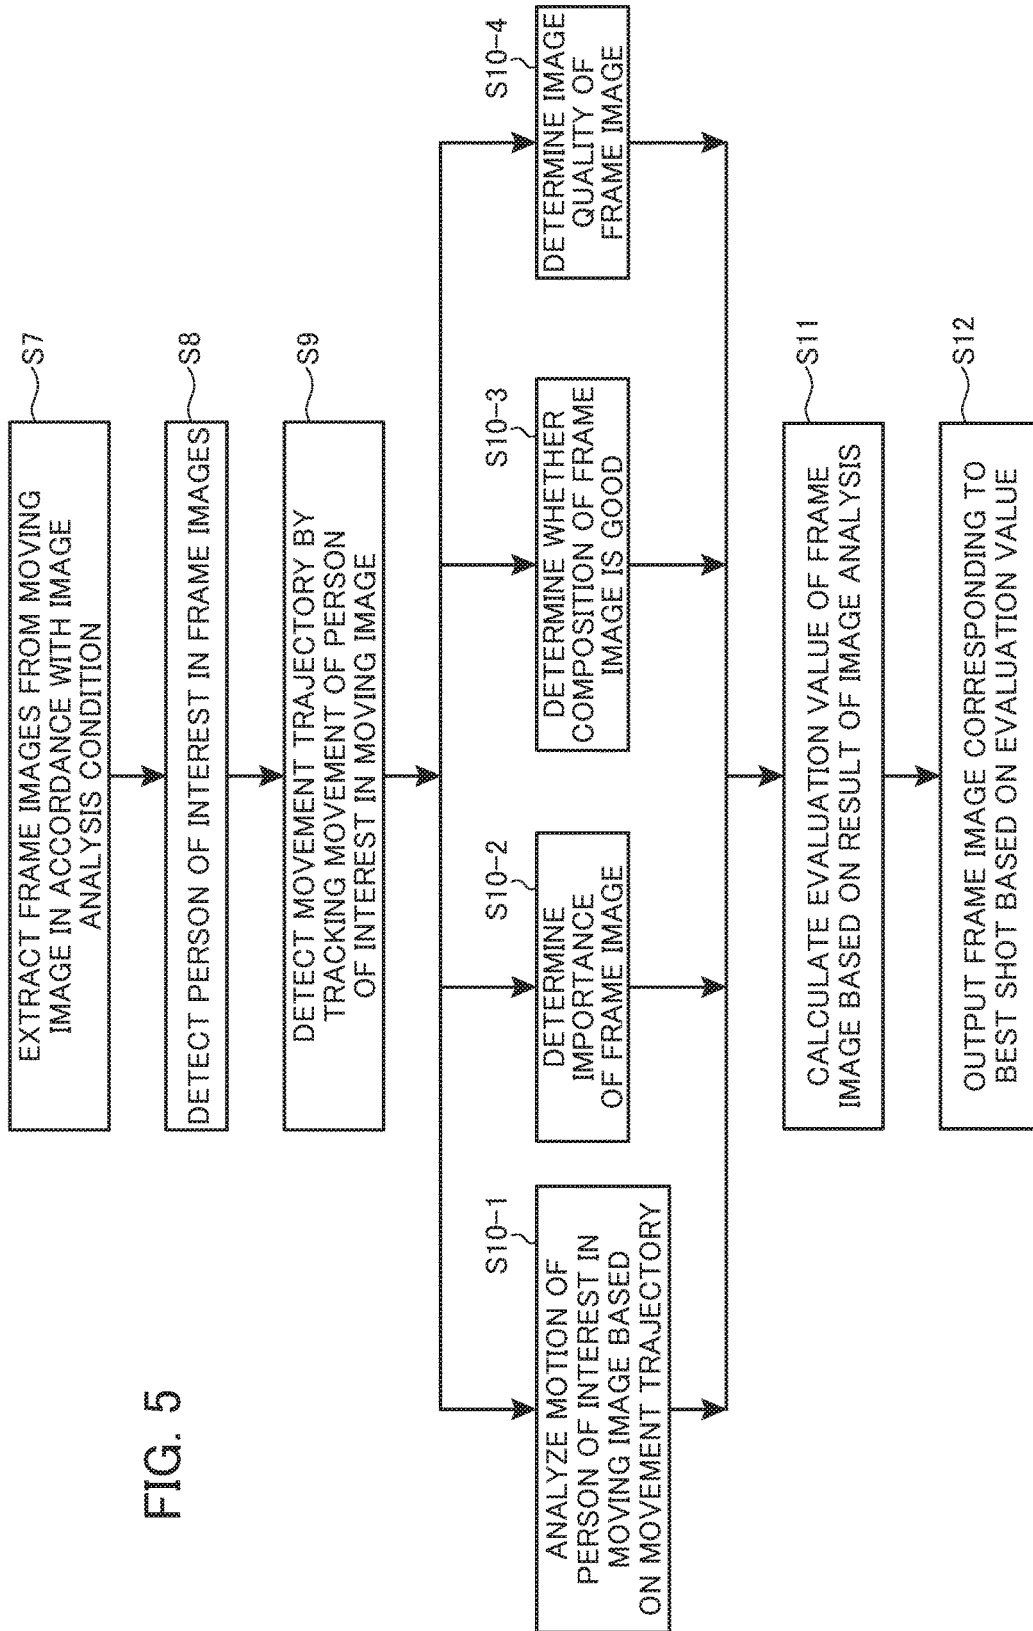 FIG. 5
EXTRACT FRAME IMAGES FROM MOVING
IMAGE IN ACCORDANCE WITH IMAGE
ANALYSIS CONDITION
S7
DETECT PERSON OF INTEREST IN FRAME IMAGES
S8
DETECT MOVEMENT TRAJECTORY BY
TRACKING MOVEMENT OF PERSON
OF INTEREST IN MOVING IMAGE
S9
S10-1
ANALYZE MOTION OF
PERSON OF INTEREST IN
MOVING IMAGE BASED
ON MOVEMENT TRAJECTORY
S10-2
DETERMINE
IMPORTANCE
OF FRAME IMAGE
S10-3
DETERMINE WHETHER
COMPOSITION OF FRAME
IMAGE IS GOOD
S10-4
DETERMINE IMAGE
QUALITY OF
FRAME IMAGE
CALCULATE EVALUATION VALUE OF FRAME
IMAGE BASED ON RESULT OF IMAGE ANALYSIS
S11
OUTPUT FRAME IMAGE CORRESPONDING TO
BEST SHOT BASED ON EVALUATION VALUE
S12